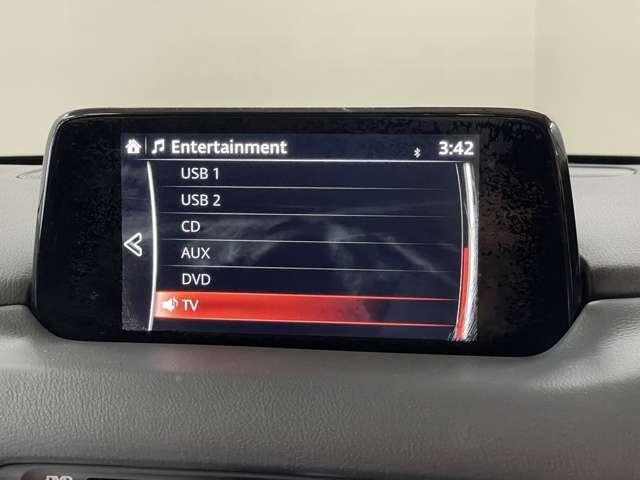 Entertainment 3:42
USB 1
USB 2
CD
AUX
DVD
TV